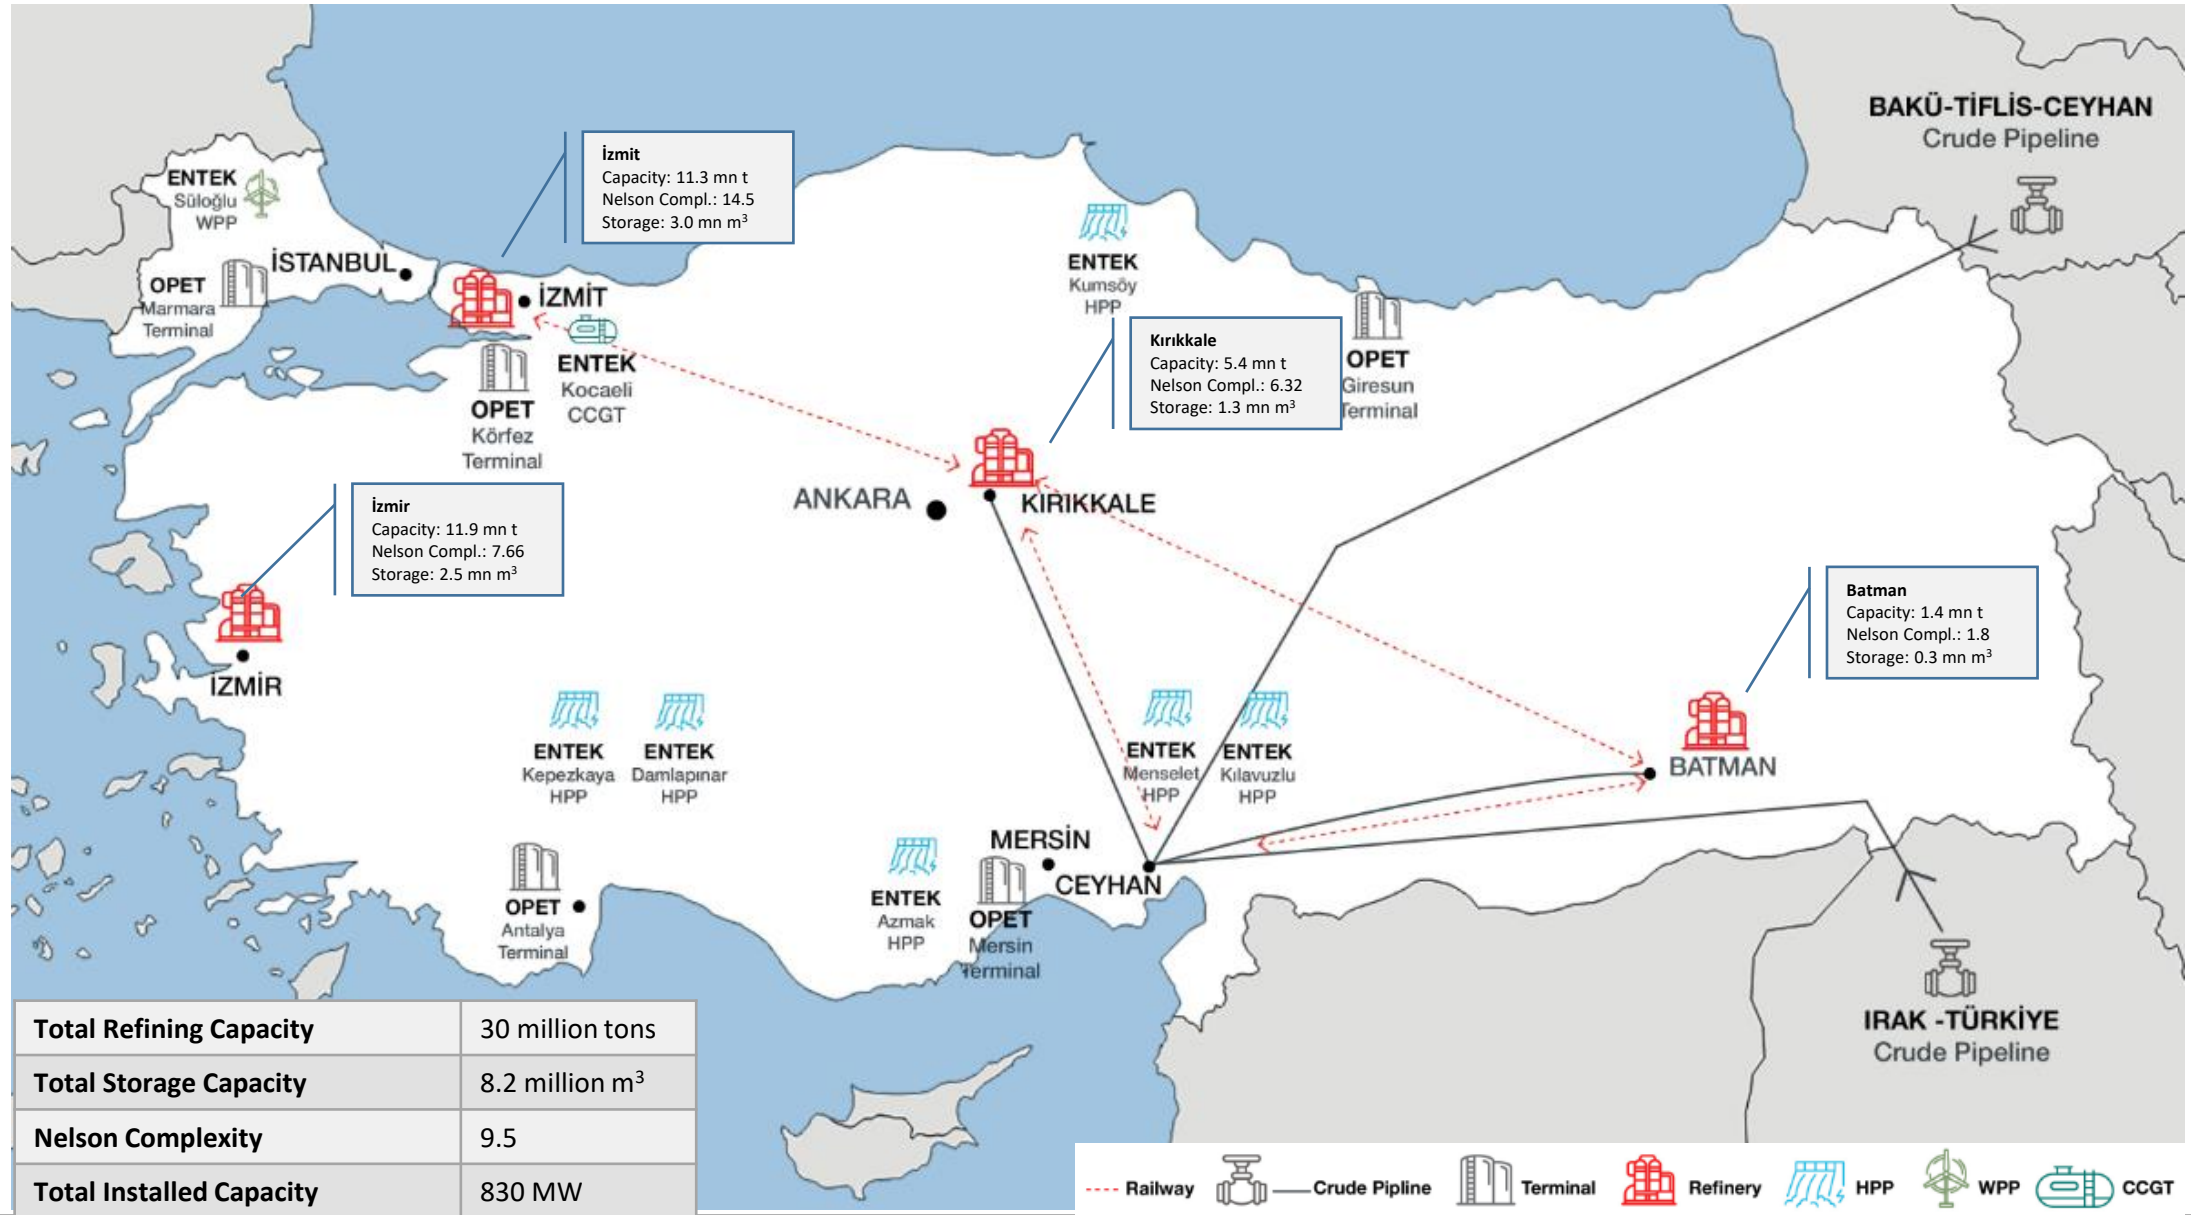 BAKÜ-TİFLİS-CEYHAN
Crude Pipeline
İzmit
Capacity: 11.3 mn t
Nelson Compl.: 14.5
Storage: 3.0 mn m³
ENTEK
Süloğlu
WPP
İSTANBUL
OPET
Marmara
Terminal
İZMİT
ENTEK
Kocaeli
CCGT
OPET
Körfez
Terminal
ENTEK
Kumsöy
HPP
Kırıkkale
Capacity: 5.4 mn t
Nelson Compl.: 6.32
Storage: 1.3 mn m³
OPET
Giresun
Terminal
ANKARA
KIRIKKALE
İzmir
Capacity: 11.9 mn t
Nelson Compl.: 7.66
Storage: 2.5 mn m³
İZMİR
Batman
Capacity: 1.4 mn t
Nelson Compl.: 1.8
Storage: 0.3 mn m³
BATMAN
ENTEK
Kepezkaya
HPP
ENTEK
Damlapınar
HPP
ENTEK
Menselet
HPP
ENTEK
Kılavuzlu
HPP
MERSİN
CEYHAN
OPET
Antalya
Terminal
ENTEK
Azmak
HPP
OPET
Mersin
Terminal
IRAK -TÜRKİYE
Crude Pipeline
Total Refining Capacity 30 million tons
Total Storage Capacity 8.2 million m³
Nelson Complexity 9.5
Total Installed Capacity 830 MW
Railway Crude Pipline Terminal Refinery HPP WPP CCGT